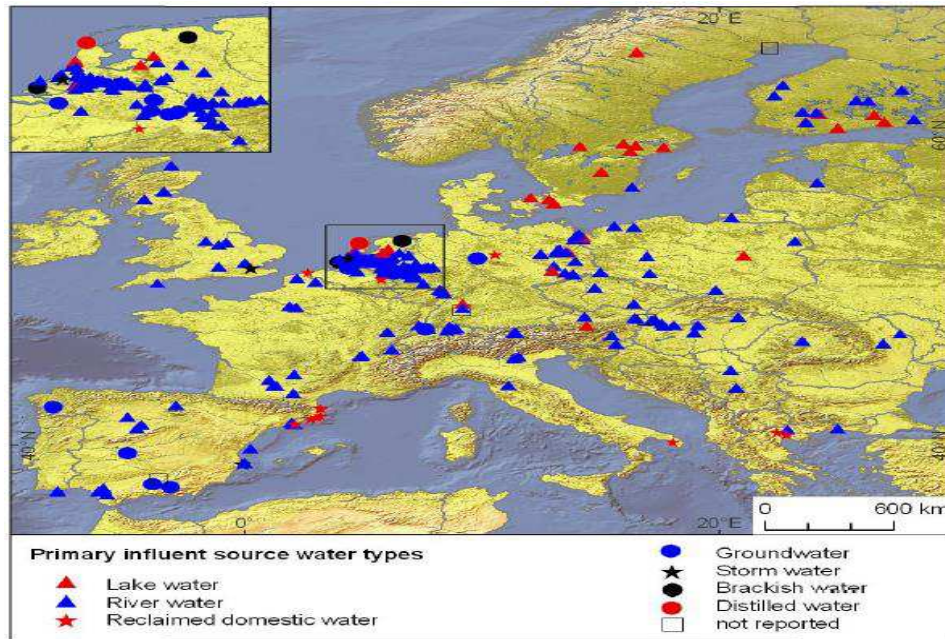 20°E
60°N
40°N
40°N
0
20°E
0 600 km
Primary influent source water types
Lake water
River water
Reclaimed domestic water
Groundwater
Storm water
Brackish water
Distilled water
not reported